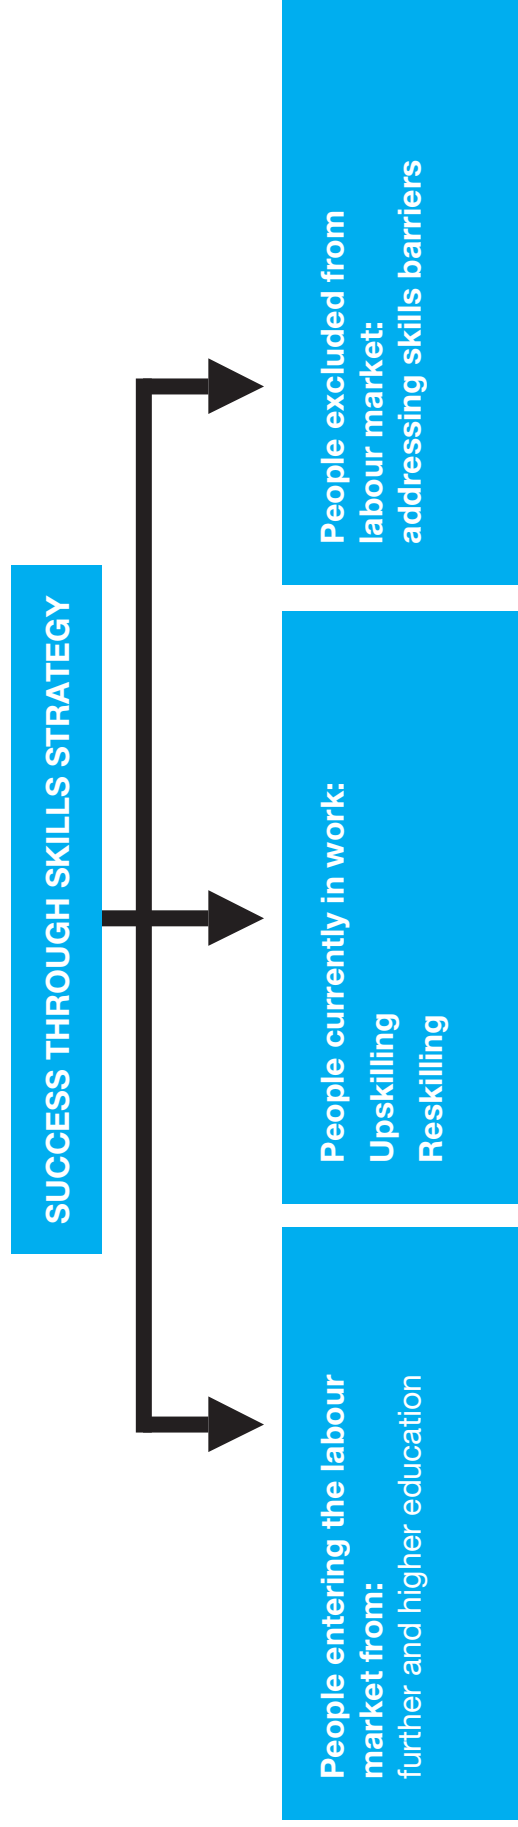 SUCCESS THROUGH SKILLS STRATEGY
People entering the labour
market from:
further and higher education
People currently in work:
Upskilling
Reskilling
People excluded from
labour market:
addressing skills barriers